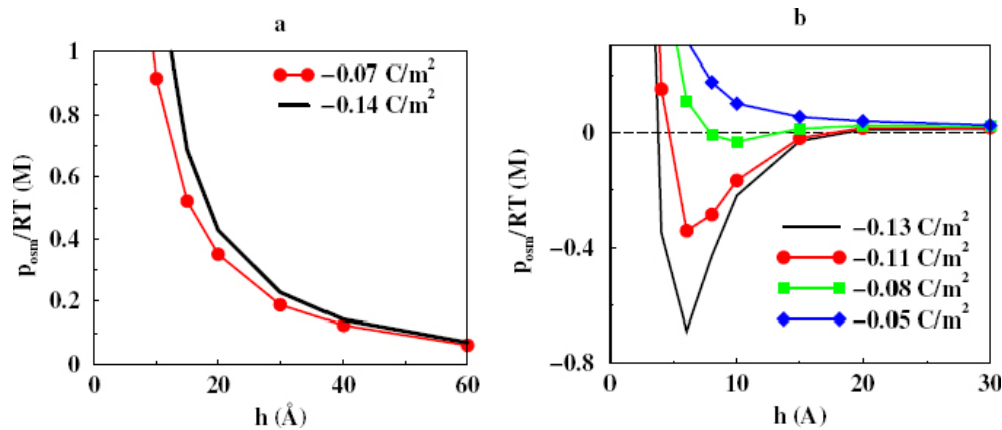 a
p_osm/RT (M)
1
0.8
0.6
0.4
0.2
0
−0.07 C/m²
−0.14 C/m²
0 20 40 60
h (Å)
b
p_osm/RT (M)
0
−0.4
−0.8
−0.13 C/m²
−0.11 C/m²
−0.08 C/m²
−0.05 C/m²
0 10 20 30
h (A)